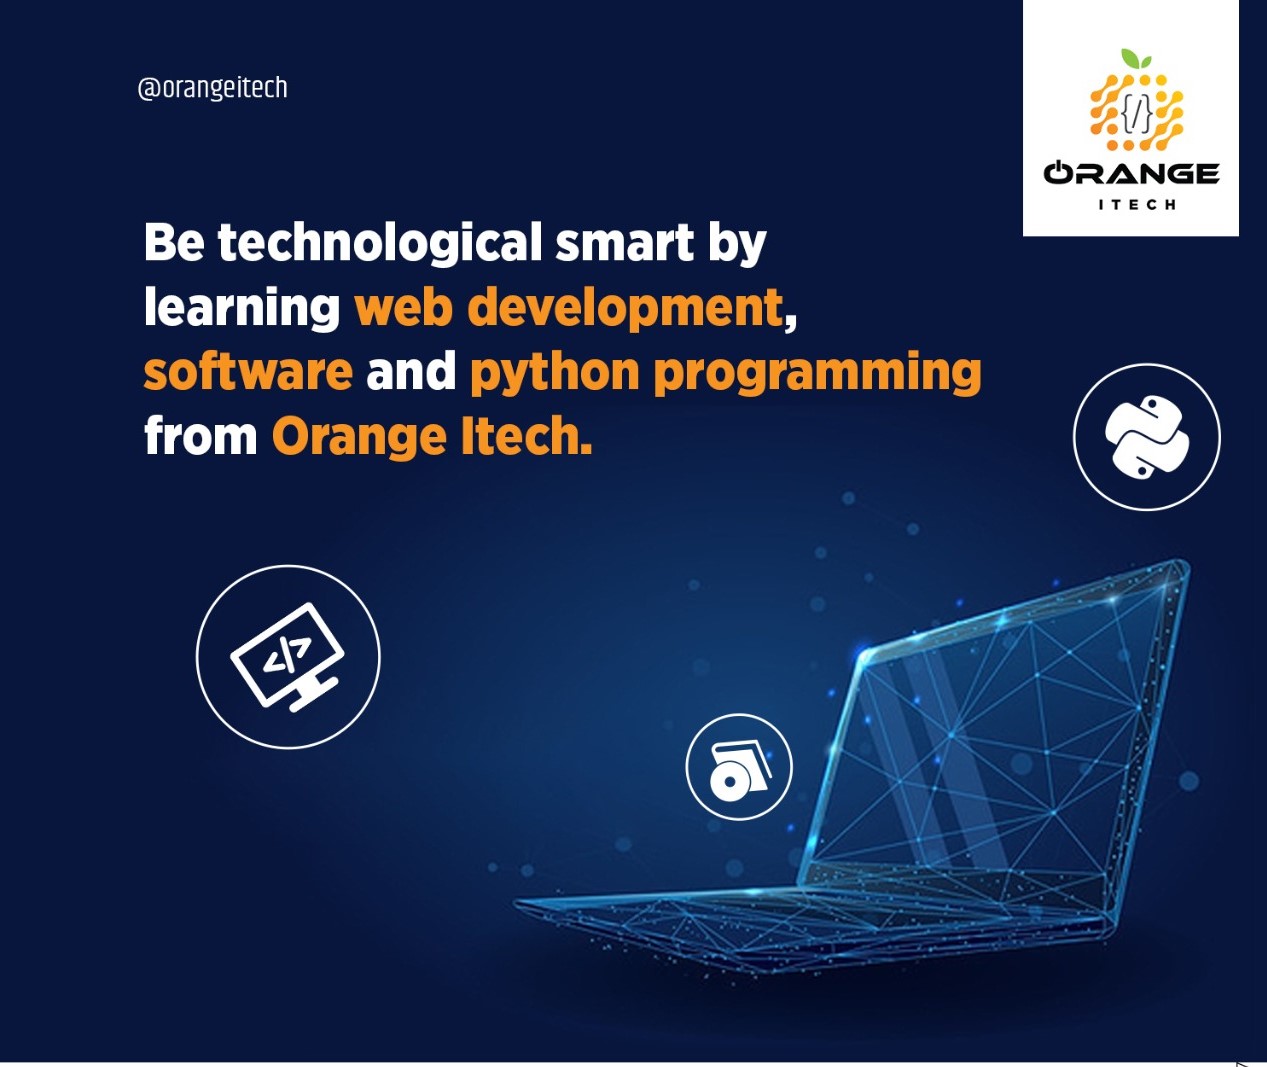 @orangeitech
{/}
ORANGE
ITECH
Be technological smart by
learning web development,
software and python programming
from Orange Itech.
</>